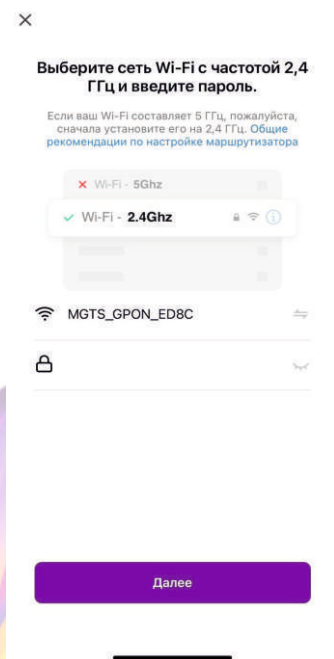 Выберите сеть Wi-Fi с частотой 2,4
ГГц и введите пароль.
Если ваш Wi-Fi составляет 5 ГГц, пожалуйста,
сначала установите его на 2,4 ГГц. Общие
рекомендации по настройке маршрутизатора
Wi-Fi - 5Ghz
Wi-Fi - 2.4Ghz
MGTS_GPON_ED8C
Далее